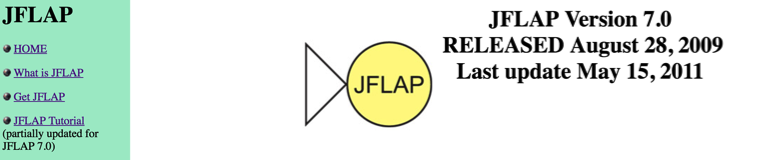 JFLAP
HOME
What is JFLAP
Get JFLAP
JFLAP Tutorial
(partially updated for
JFLAP 7.0)
JFLAP
JFLAP Version 7.0
RELEASED August 28, 2009
Last update May 15, 2011